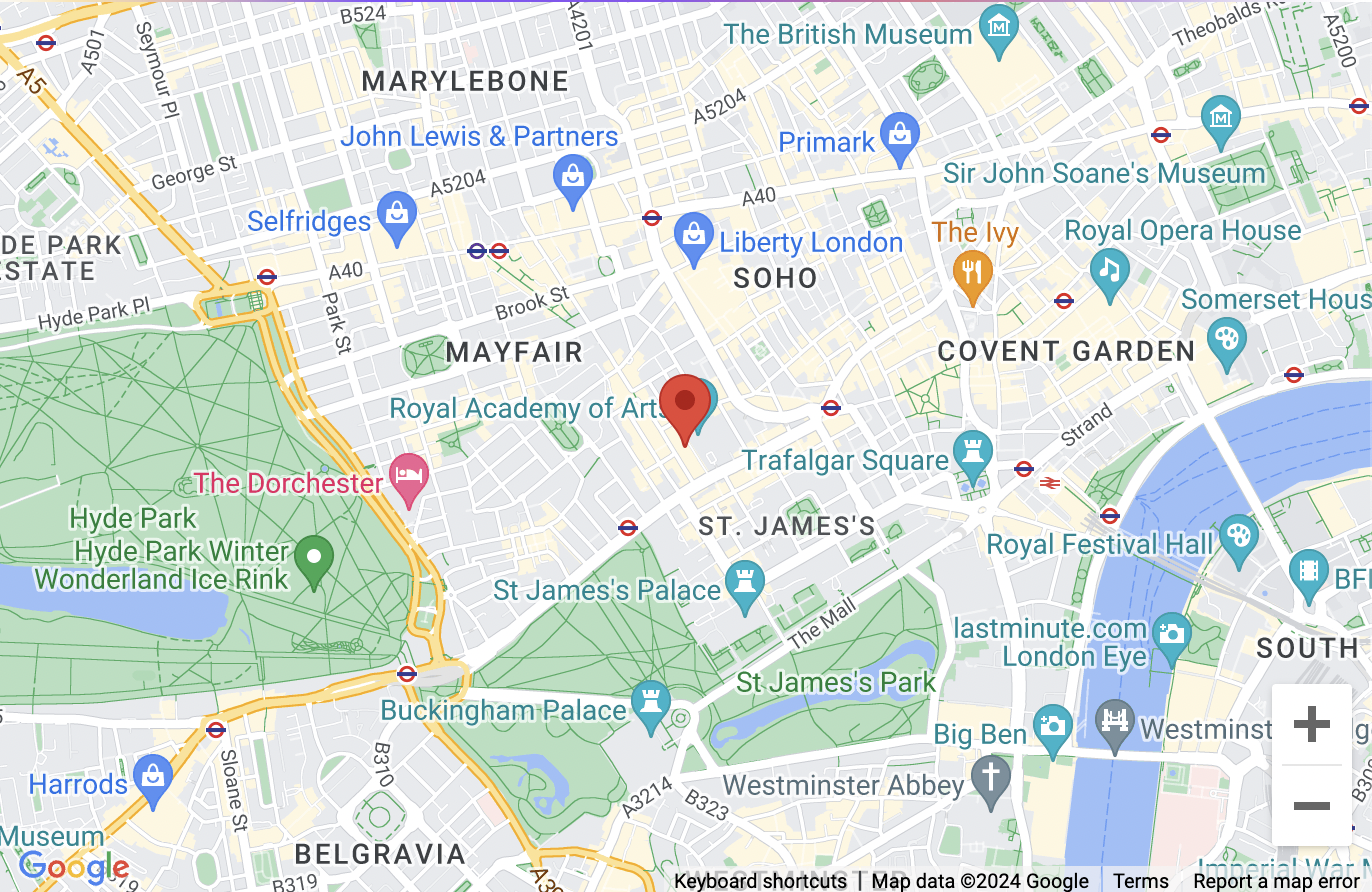 B524
A4201
The British Museum
Theobalds
A5200
A501
Seymour Pl
A5
MARYLEBONE
A5204
John Lewis & Partners
Primark
George St
A5204
A40
Sir John Soane's Museum
Selfridges
Liberty London
The Ivy
Royal Opera House
DE PARK
ESTATE
A40
SOHO
Hyde Park Pl
Park St
Brook St
Somerset Hous
MAYFAIR
COVENT GARDEN
Royal Academy of Arts
Strand
Trafalgar Square
The Dorchester
Hyde Park
ST. JAMES'S
Hyde Park Winter
Wonderland Ice Rink
Royal Festival Hall
St James's Palace
BFI
The Mall
lastminute.com
London Eye
SOUTH
St James's Park
Buckingham Palace
Big Ben
Westminst
Harrods
Sloane St
B310
A3214
B323
Westminster Abbey
Museum
BELGRAVIA
Google
B319
Imperial War
Keyboard shortcuts
Map data ©2024 Google
Terms
Report a map error